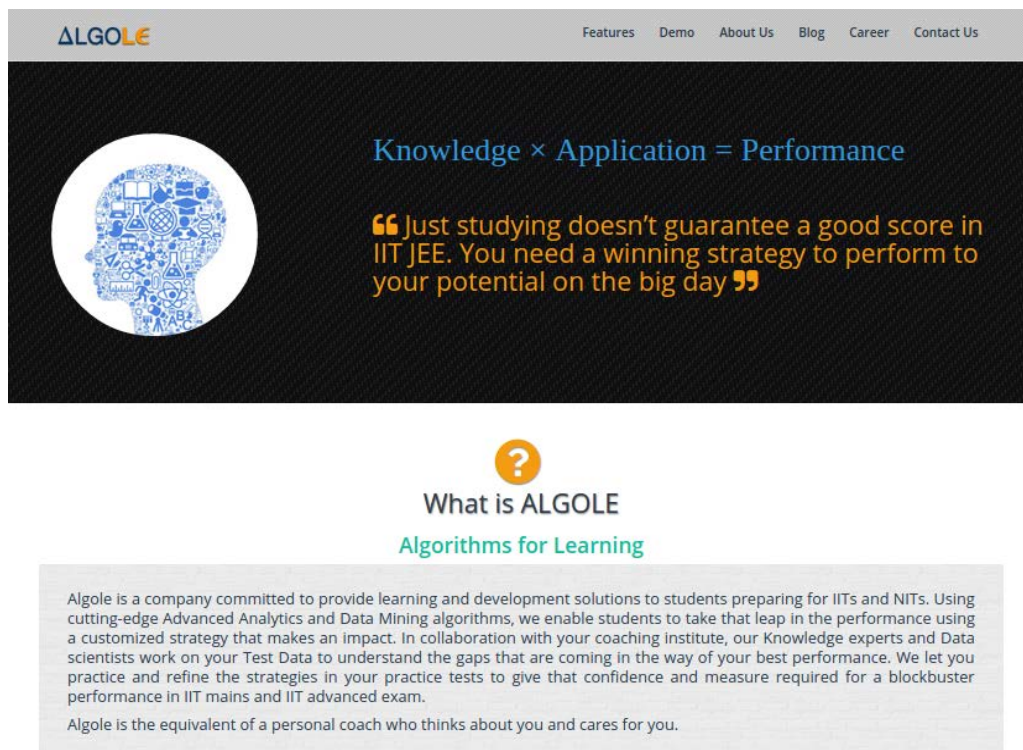 ALGOLE
Features Demo About Us Blog Career Contact Us
Knowledge × Application = Performance
❝ Just studying doesn't guarantee a good score in
IIT JEE. You need a winning strategy to perform to
your potential on the big day ❞
ABC
?
What is ALGOLE
Algorithms for Learning
Algole is a company committed to provide learning and development solutions to students preparing for IITs and NITs. Using
cutting-edge Advanced Analytics and Data Mining algorithms, we enable students to take that leap in the performance using
a customized strategy that makes an impact. In collaboration with your coaching institute, our Knowledge experts and Data
scientists work on your Test Data to understand the gaps that are coming in the way of your best performance. We let you
practice and refine the strategies in your practice tests to give that confidence and measure required for a blockbuster
performance in IIT mains and IIT advanced exam.
Algole is the equivalent of a personal coach who thinks about you and cares for you.